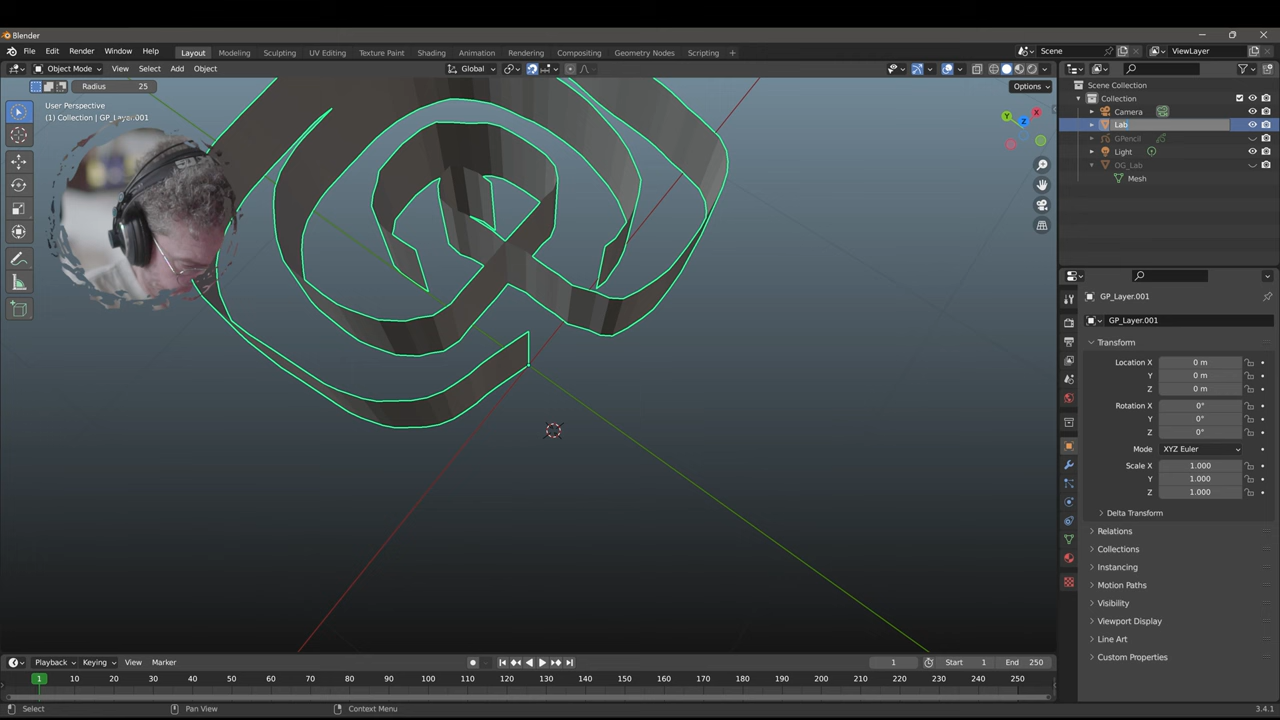 Blender
File Edit Render Window Help Layout Modeling Sculpting UV Editing Texture Paint Shading Animation Rendering Compositing Geometry Nodes Scripting + Scene ViewLayer
Object Mode View Select Add Object Global
Radius 25 Options
User Perspective
(1) Collection | GP_Layer.001
Y X Z
Scene Collection
Collection
Camera
Lab
GPencil
Light
OG_Lab
Mesh
GP_Layer.001
GP_Layer.001
Transform
Location X 0 m
Y 0 m
Z 0 m
Rotation X 0°
Y 0°
Z 0°
Mode XYZ Euler
Scale X 1.000
Y 1.000
Z 1.000
Delta Transform
Relations
Collections
Instancing
Motion Paths
Visibility
Viewport Display
Line Art
Custom Properties
Playback Keying View Marker 1 Start 1 End 250
1 10 20 30 40 50 60 70 80 90 100 110 120 130 140 150 160 170 180 190 200 210 220 230 240 250
Select Pan View Context Menu 3.4.1